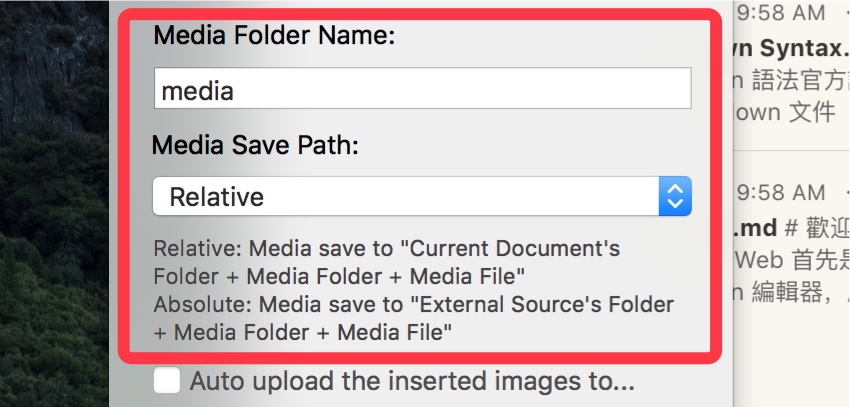 Media Folder Name:
media
Media Save Path:
Relative
Relative: Media save to "Current Document's
Folder + Media Folder + Media File"
Absolute: Media save to "External Source's Folder
+ Media Folder + Media File"
Auto upload the inserted images to...
9:58 AM
Syntax.
語法官方
own 文件
9:58 AM
.md # 歡迎
Web 首先是
n 編輯器，